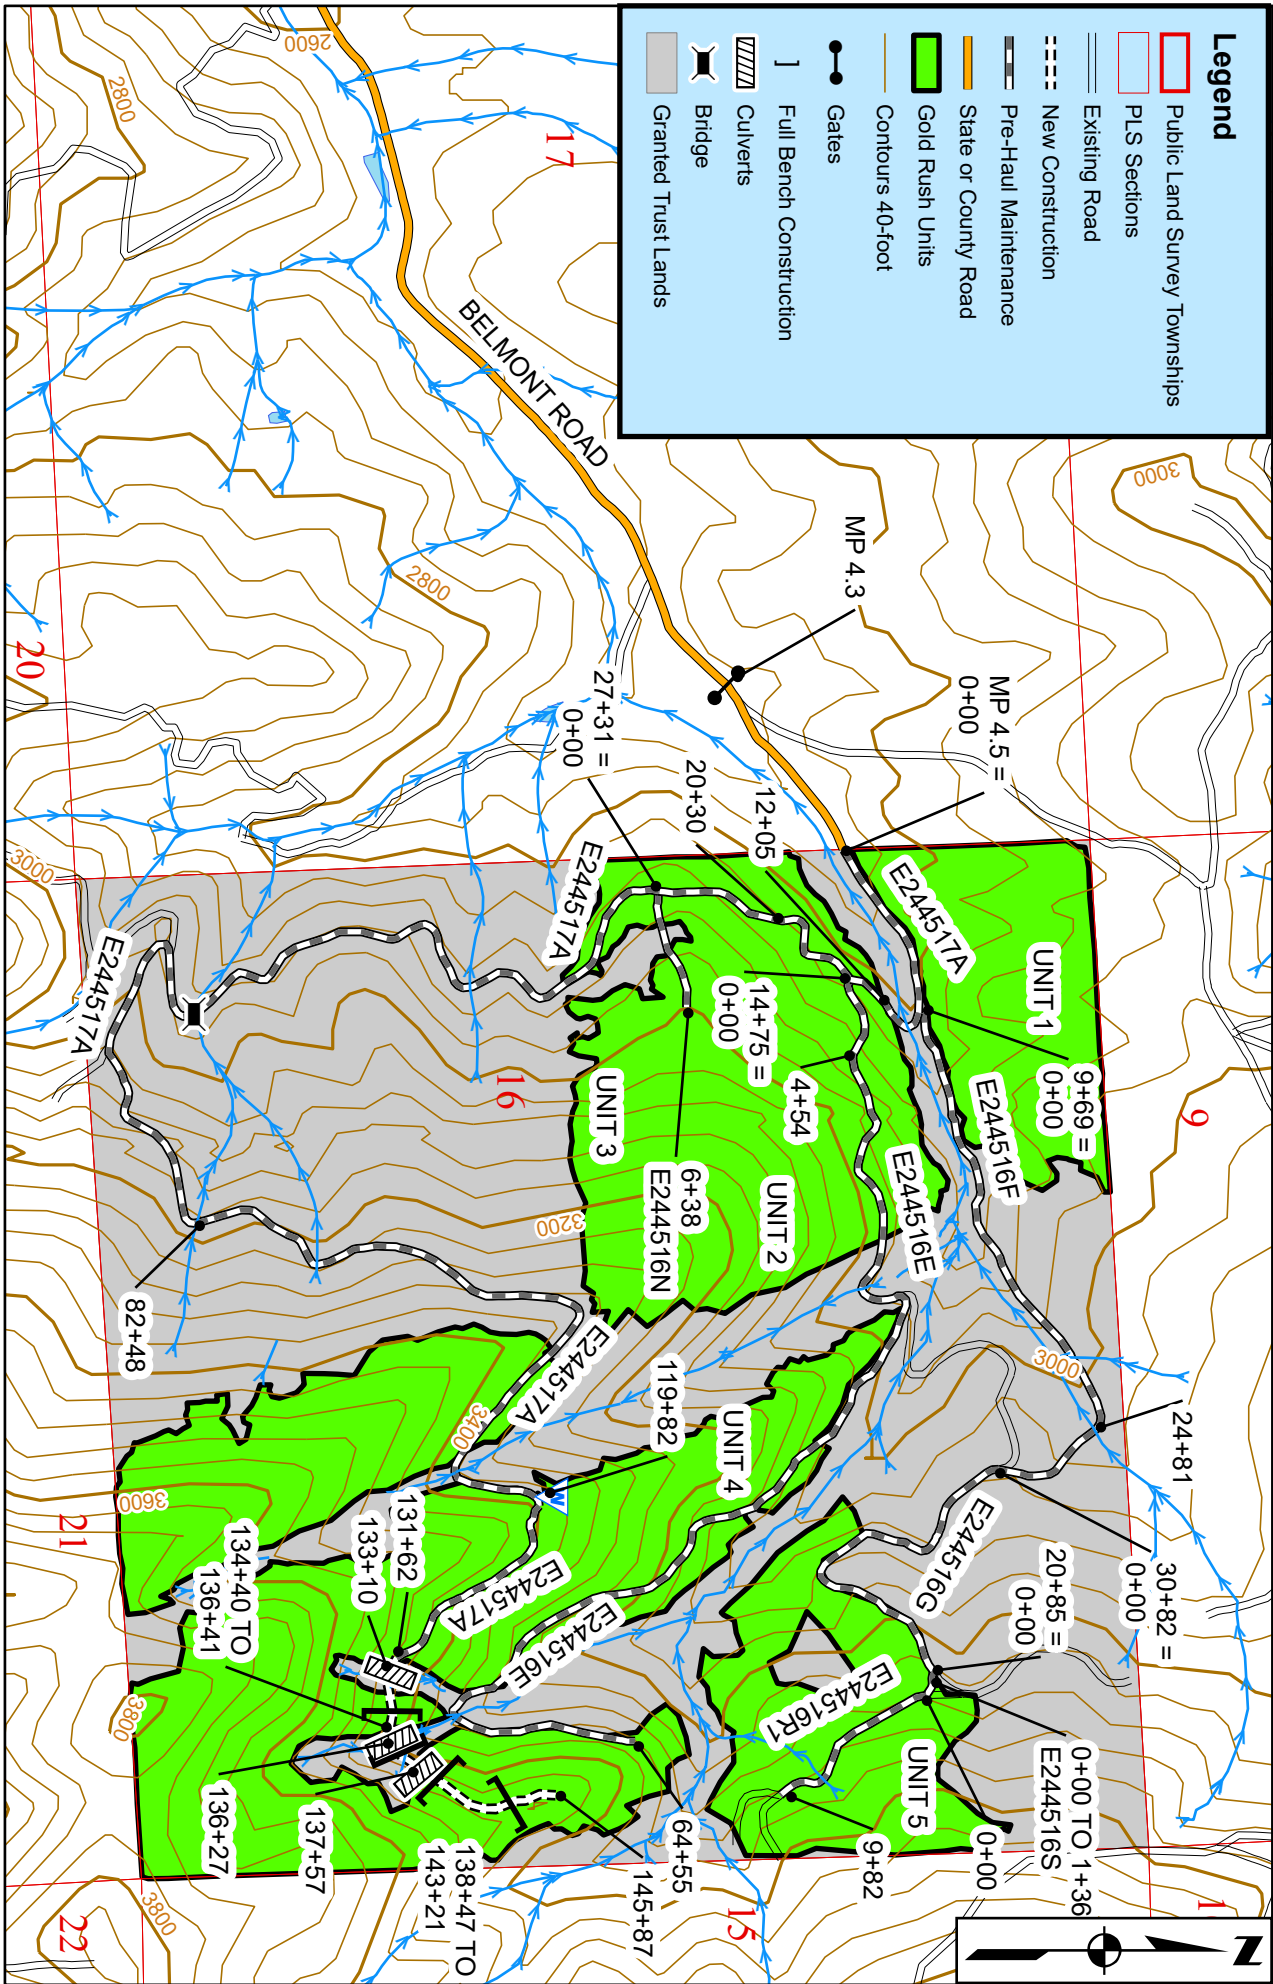 Legend
Public Land Survey Townships
PLS Sections
Existing Road
New Construction
Pre-Haul Maintenance
State or County Road
Gold Rush Units
Contours 40-foot
Gates
Full Bench Construction
Culverts
Bridge
Granted Trust Lands
N
9
17
16
15
20
21
22
BELMONT ROAD
MP 4.3
MP 4.5 =
0+00
3000
2600
2800
2800
3000
3000
3200
3400
3600
3800
3800
UNIT 1
UNIT 2
UNIT 3
UNIT 4
UNIT 5
E244517A
9+69 =
0+00
E244516F
24+81
30+82 =
0+00
E244516G
20+85 =
0+00
0+00 TO 1+36
E244516S
0+00
9+82
E244516R1
12+05
20+30
14+75 =
0+00
4+54
E244516E
27+31 =
0+00
6+38
E244516N
E244517A
E244517A
82+48
E244517A
119+82
E244517A
E244516E
131+62
133+10
134+40 TO
136+41
136+27
137+57
138+47 TO
143+21
145+87
64+55